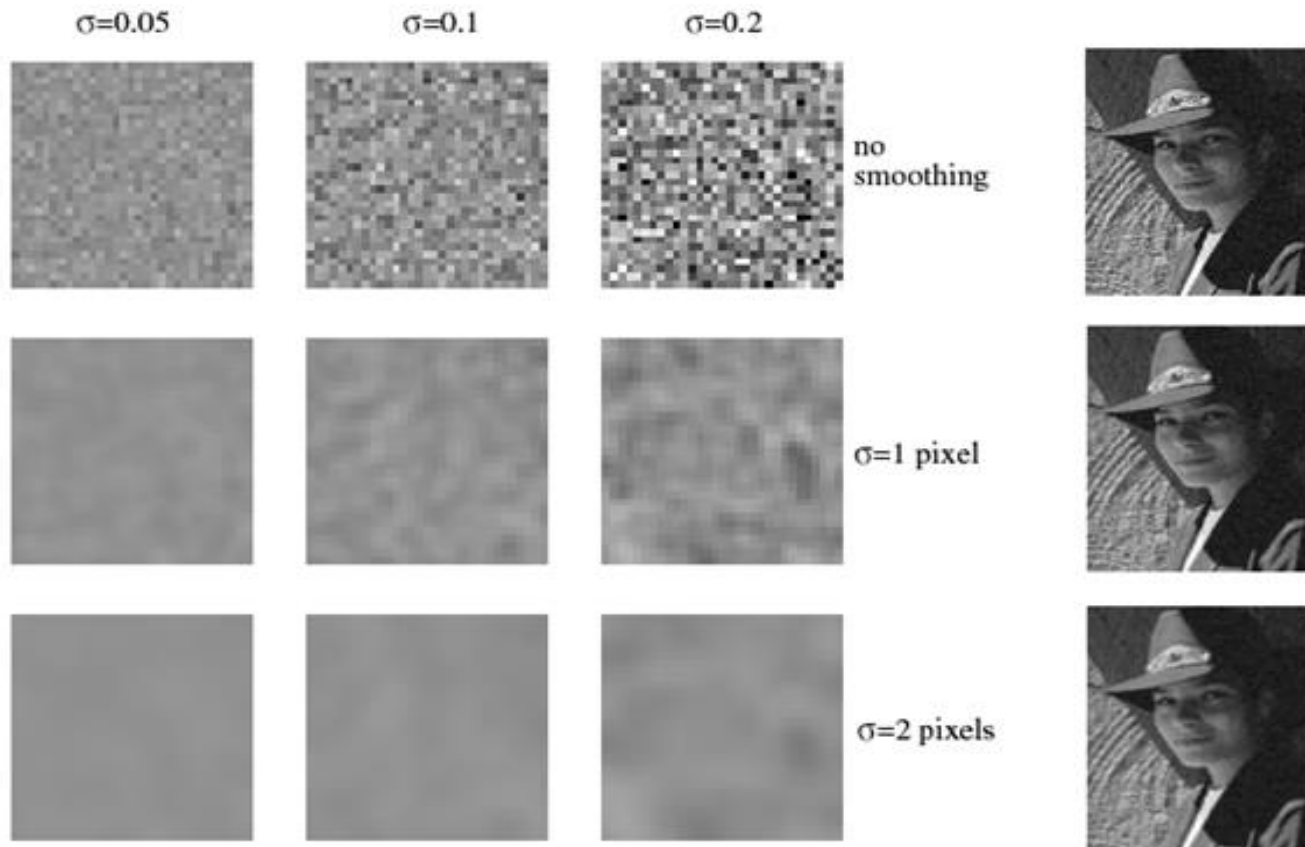 σ=0.05 σ=0.1 σ=0.2
no
smoothing
σ=1 pixel
σ=2 pixels